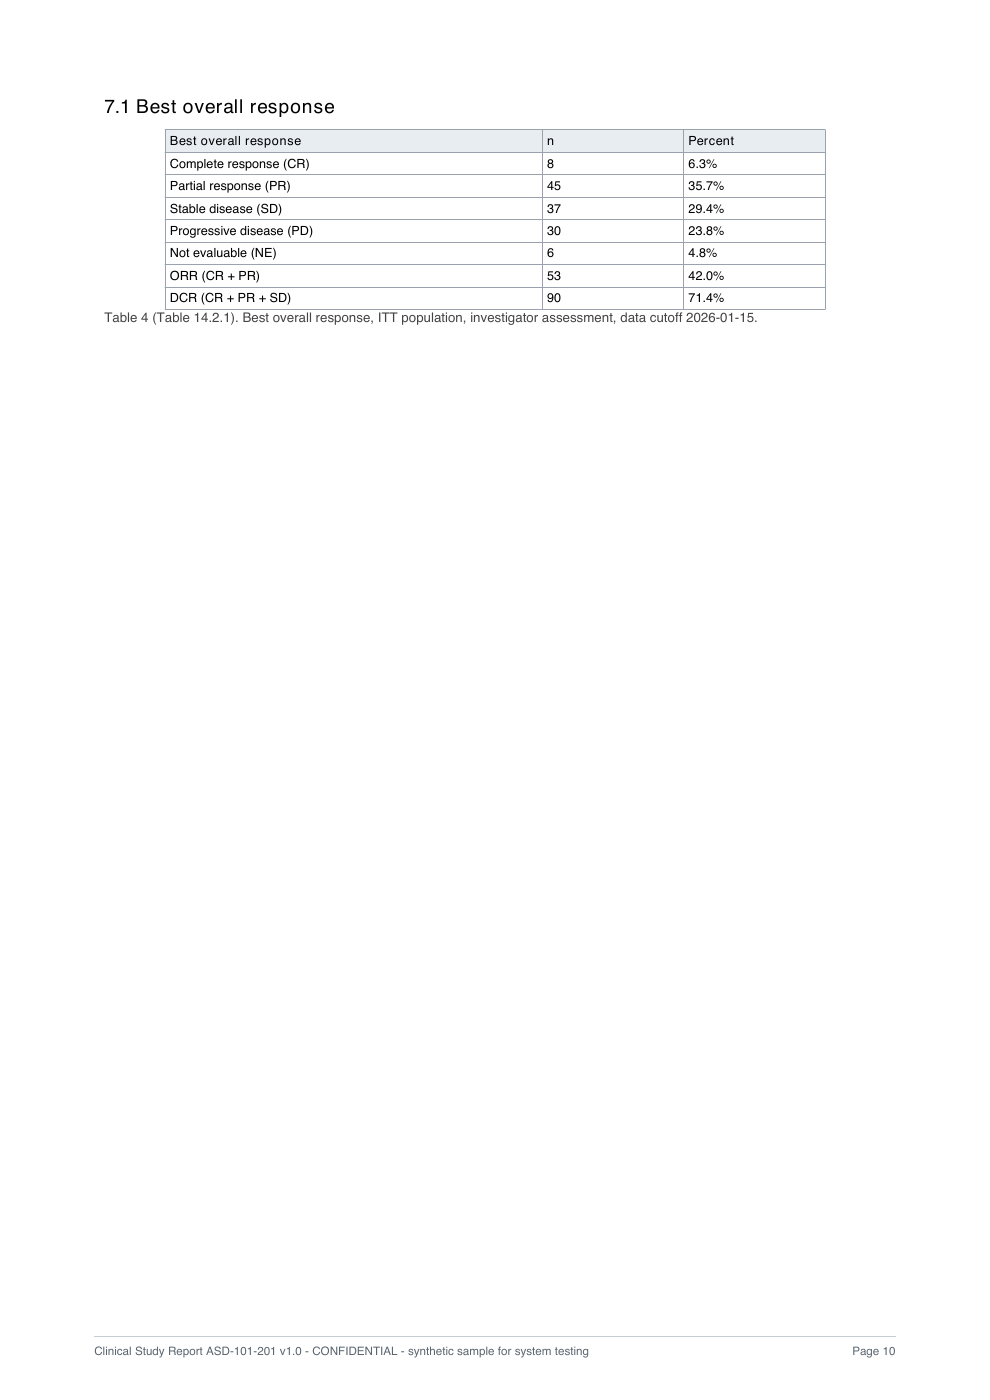 7.1 Best overall response
Best overall response n Percent
Complete response (CR) 8 6.3%
Partial response (PR) 45 35.7%
Stable disease (SD) 37 29.4%
Progressive disease (PD) 30 23.8%
Not evaluable (NE) 6 4.8%
ORR (CR + PR) 53 42.0%
DCR (CR + PR + SD) 90 71.4%
Table 4 (Table 14.2.1). Best overall response, ITT population, investigator assessment, data cutoff 2026-01-15.
Clinical Study Report ASD-101-201 v1.0 - CONFIDENTIAL - synthetic sample for system testing Page 10